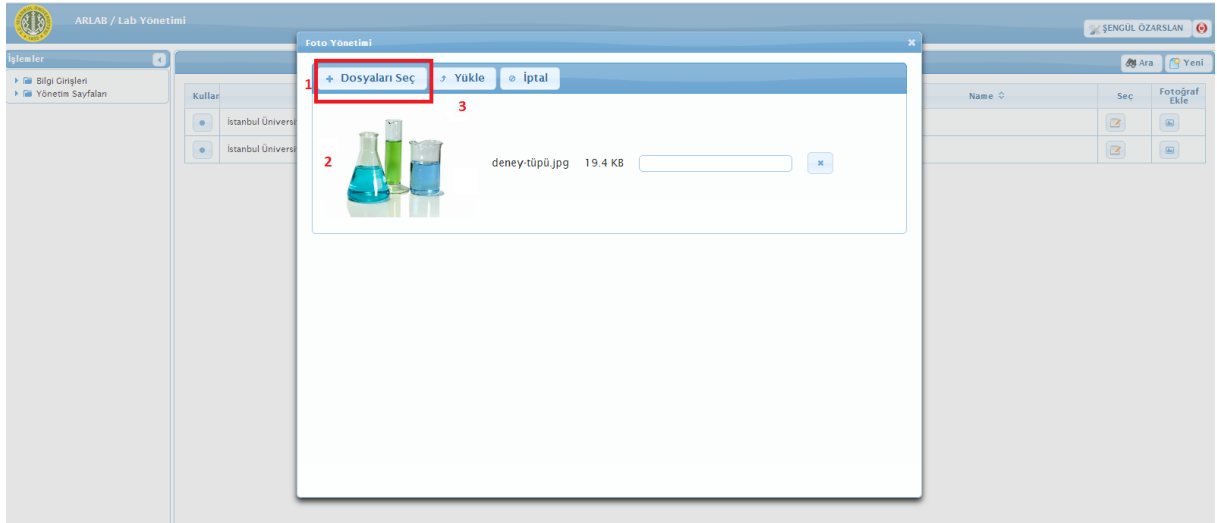 ARLAB / Lab Yönetimi
ŞENGÜL ÖZARSLAN
Foto Yönetimi
İşlemler
Bilgi Girişleri
Yönetim Sayfaları
Ara
Yeni
1
Dosyaları Seç
Yükle
İptal
3
Kullar
Name
Seç
Fotoğraf
Ekle
İstanbul Üniversi
İstanbul Üniversi
2
deney-tüpü.jpg 19.4 KB